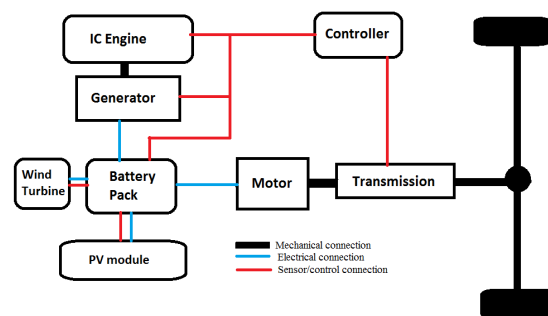 IC Engine
Controller
Generator
Wind
Turbine
Battery
Pack
Motor
Transmission
PV module
Mechanical connection
Electrical connection
Sensor/control connection